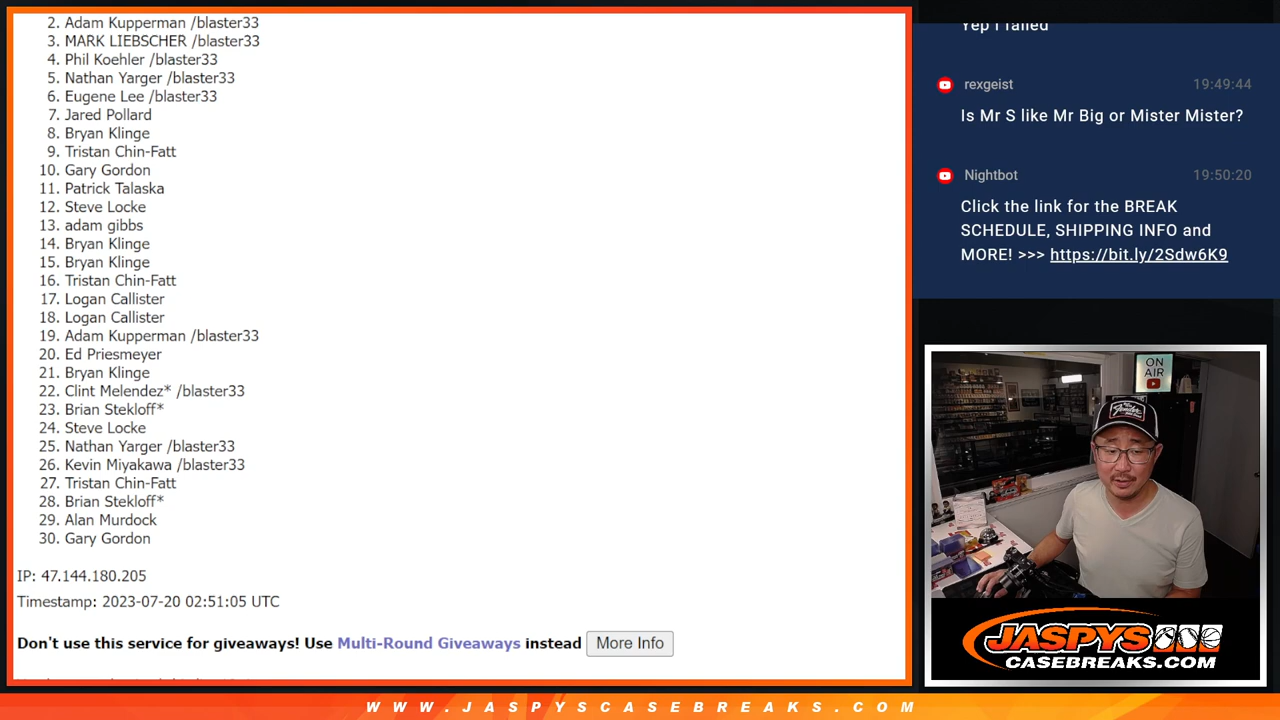 2. Adam Kupperman /blaster33
3. MARK LIEBSCHER /blaster33
4. Phil Koehler /blaster33
5. Nathan Yarger /blaster33
6. Eugene Lee /blaster33
7. Jared Pollard
8. Bryan Klinge
9. Tristan Chin-Fatt
10. Gary Gordon
11. Patrick Talaska
12. Steve Locke
13. adam gibbs
14. Bryan Klinge
15. Bryan Klinge
16. Tristan Chin-Fatt
17. Logan Callister
18. Logan Callister
19. Adam Kupperman /blaster33
20. Ed Priesmeyer
21. Bryan Klinge
22. Clint Melendez* /blaster33
23. Brian Stekloff*
24. Steve Locke
25. Nathan Yarger /blaster33
26. Kevin Miyakawa /blaster33
27. Tristan Chin-Fatt
28. Brian Stekloff*
29. Alan Murdock
30. Gary Gordon
IP: 47.144.180.205
Timestamp: 2023-07-20 02:51:05 UTC
Don't use this service for giveaways! Use Multi-Round Giveaways instead More Info
Yep I failed
rexgeist 19:49:44
Is Mr S like Mr Big or Mister Mister?
Nightbot 19:50:20
Click the link for the BREAK
SCHEDULE, SHIPPING INFO and
MORE! >>> https://bit.ly/2Sdw6K9
ON
AIR
Fender
JASPYS
CASEBREAKS.COM
WWW.JASPYSCASEBREAKS.COM